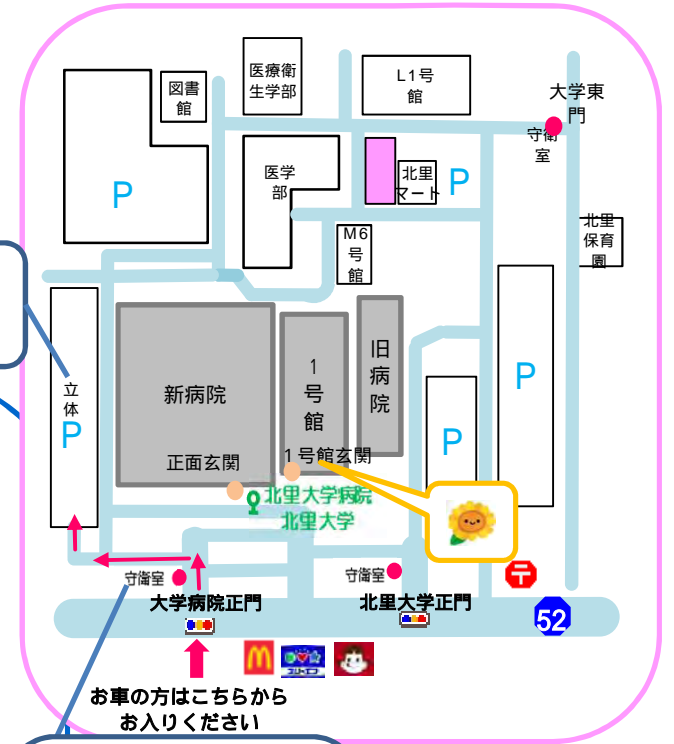 医療衛
生学部
L1号
館
図書
館
大学東
門
守衛
室
医学
部
北里
マート
P
P
北里
保育
園
M6
号
館
立
体
P
新病院
正面玄関
1
号
館
1号館玄関
旧
病
院
P
P
北里大学病院
北里大学
守衛室
守衛室
大学病院正門
北里大学正門
52
お車の方はこちらから
お入りください